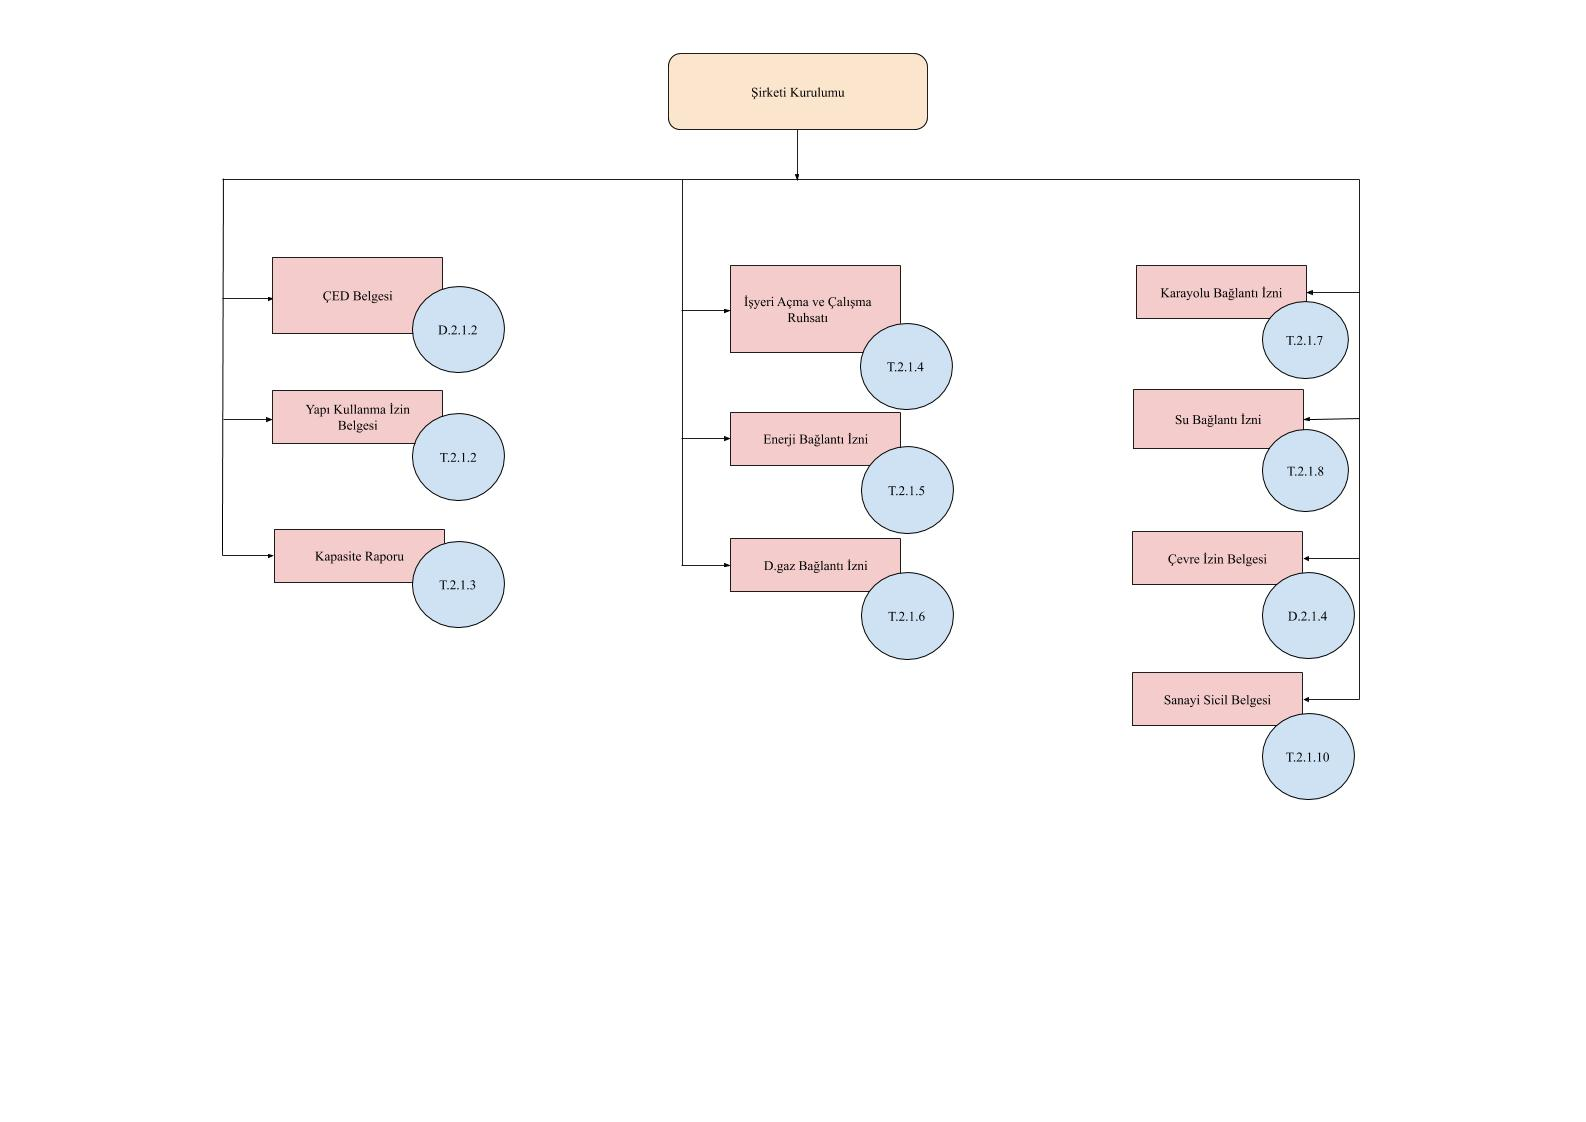 Şirketi Kurulumu
ÇED Belgesi
D.2.1.2
Yapı Kullanma İzin
Belgesi
T.2.1.2
Kapasite Raporu
T.2.1.3
İşyeri Açma ve Çalışma
Ruhsatı
T.2.1.4
Enerji Bağlantı İzni
T.2.1.5
D.gaz Bağlantı İzni
T.2.1.6
Karayolu Bağlantı İzni
T.2.1.7
Su Bağlantı İzni
T.2.1.8
Çevre İzin Belgesi
D.2.1.4
Sanayi Sicil Belgesi
T.2.1.10